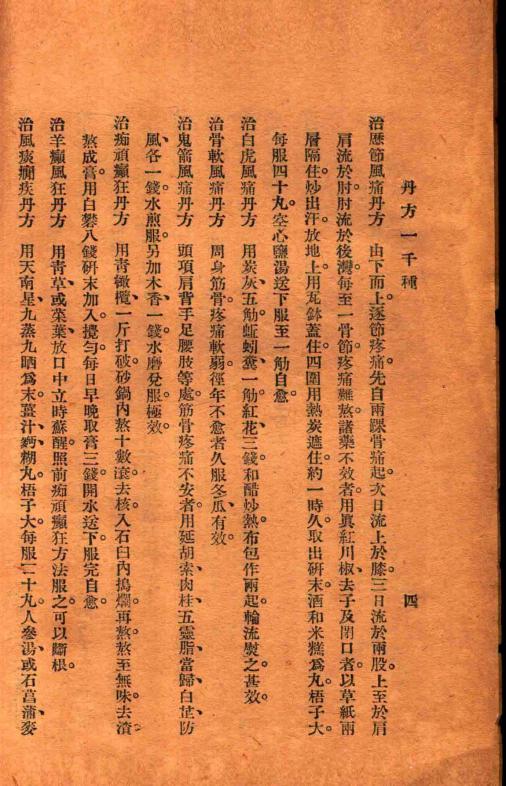 丹方一千種　四
治歷節風痛丹方　由下而上。逐節疼痛。先自兩踝骨痛起。次日流上於膝。三日流於兩股。上至於肩
肩流於肘。肘流於後灣。每至一骨節疼痛難熬。諸藥不效者。用眞紅川椒、去子及閉口者。以草紙兩
層隔住。炒出汗。放地上。用瓦鉢蓋住。四圍用熱炭遮住。約一時久。取出硏末。酒和米糕爲丸。梧子大。
每服四十丸。空心鹽湯送下。服至一觔自愈。
治白虎風痛丹方　用炭灰、五觔蚯蚓糞、一觔紅花、三錢和醋炒熱。布包作兩起。輪流熨之。甚效。
治骨軟風痛丹方　周身筋骨。疼痛軟弱。徑年不愈者。久服冬瓜、有效。
治鬼箭風痛丹方　頭項肩背手足腰肢等處。筋骨疼痛不安者。用延胡索、肉桂、五靈脂、當歸、白芷、防
風、各一錢水煎服。另加木香、一錢水磨兌服。極效。
治痴頑癲狂丹方　用靑橄欖、一斤打破。砂鍋內熬十數滾。去核。入石臼內搗爛。再熬。熬至無味。去渣
熬成膏。用白礬八錢硏末加入。攪勻。每日早晚取膏三錢。開水送下。服完自愈。
治羊癲風狂丹方　用靑草、或菜葉、放口中。立時蘇醒。照前痴頑癲狂方法服之。可以斷根。
治風痰癇疾丹方　用天南星、九蒸九晒爲末。薑汁、麪糊丸。梧子大。每服二十丸。人參湯、或石菖蒲、麥